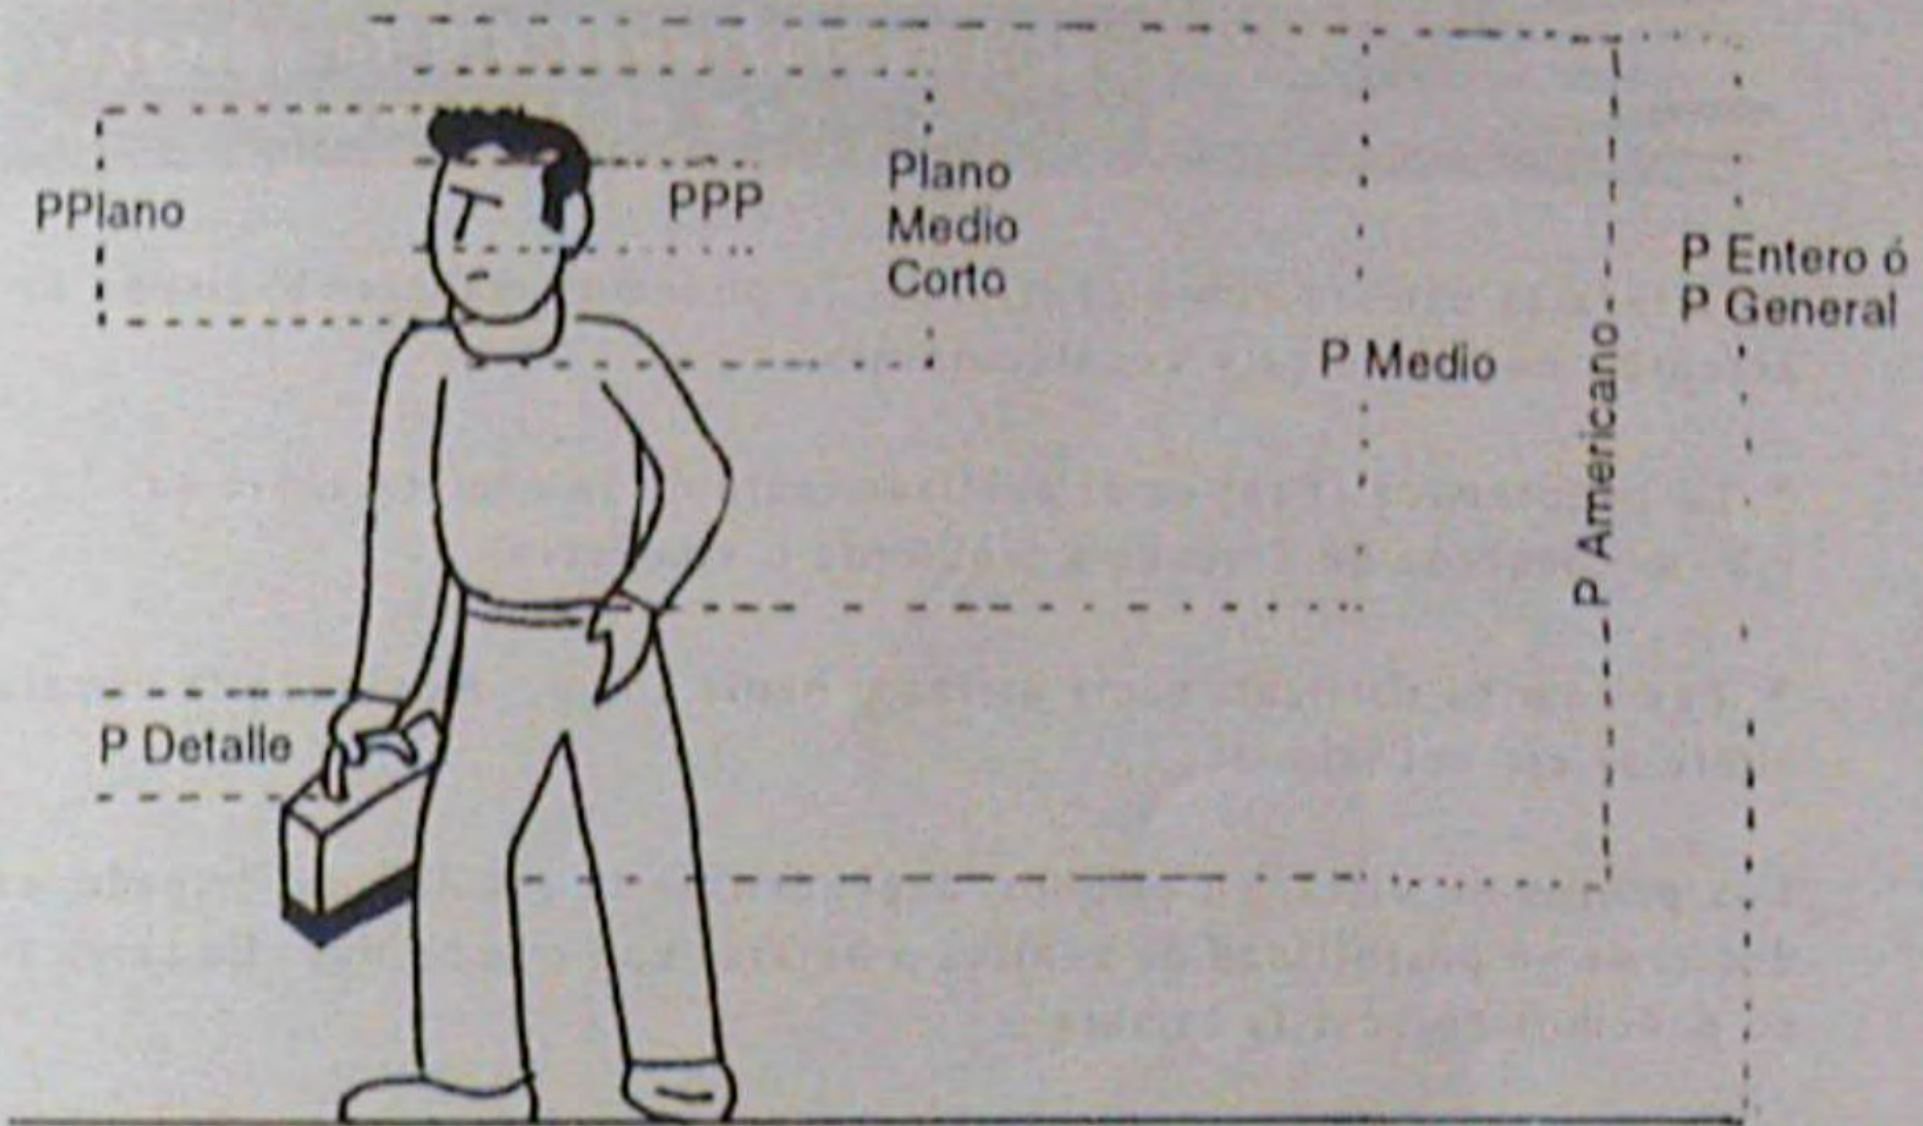 PPlano
PPP
Plano
Medio
Corto
P Entero ó
P General
P Medio
P Americano
P Detalle